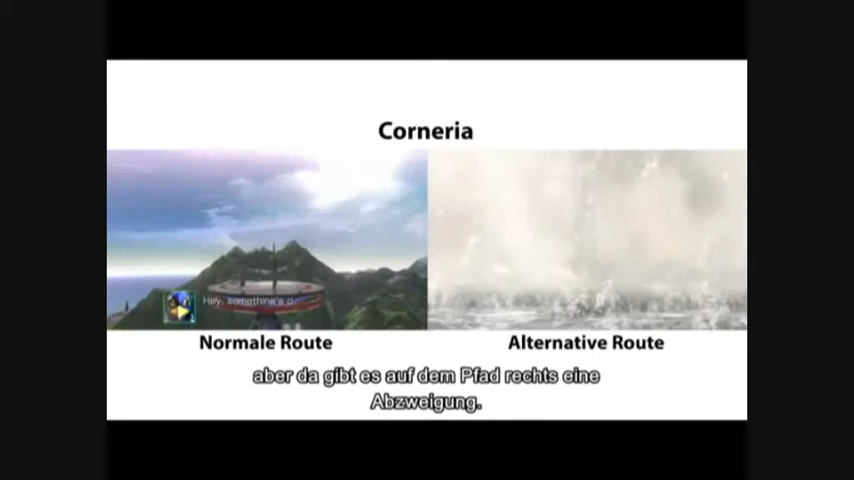 Corneria
Hey, something's o
Normale Route
Alternative Route
aber da gibt es auf dem Pfad rechts eine
Abzweigung.